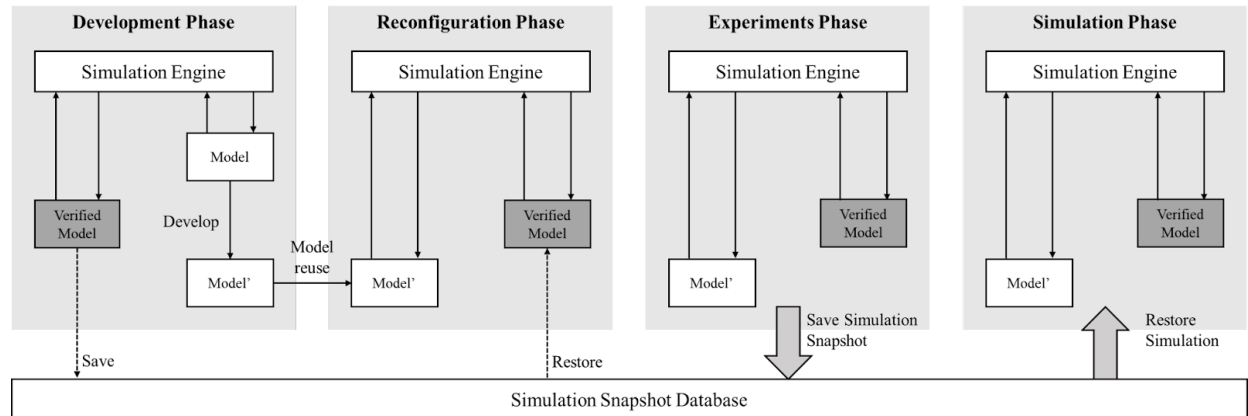 Development Phase
Simulation Engine
Model
Verified
Model
Develop
Model’
Save
Model
reuse
Reconfiguration Phase
Simulation Engine
Verified
Model
Model’
Restore
Experiments Phase
Simulation Engine
Verified
Model
Model’
Save Simulation
Snapshot
Simulation Phase
Simulation Engine
Verified
Model
Model’
Restore
Simulation
Simulation Snapshot Database